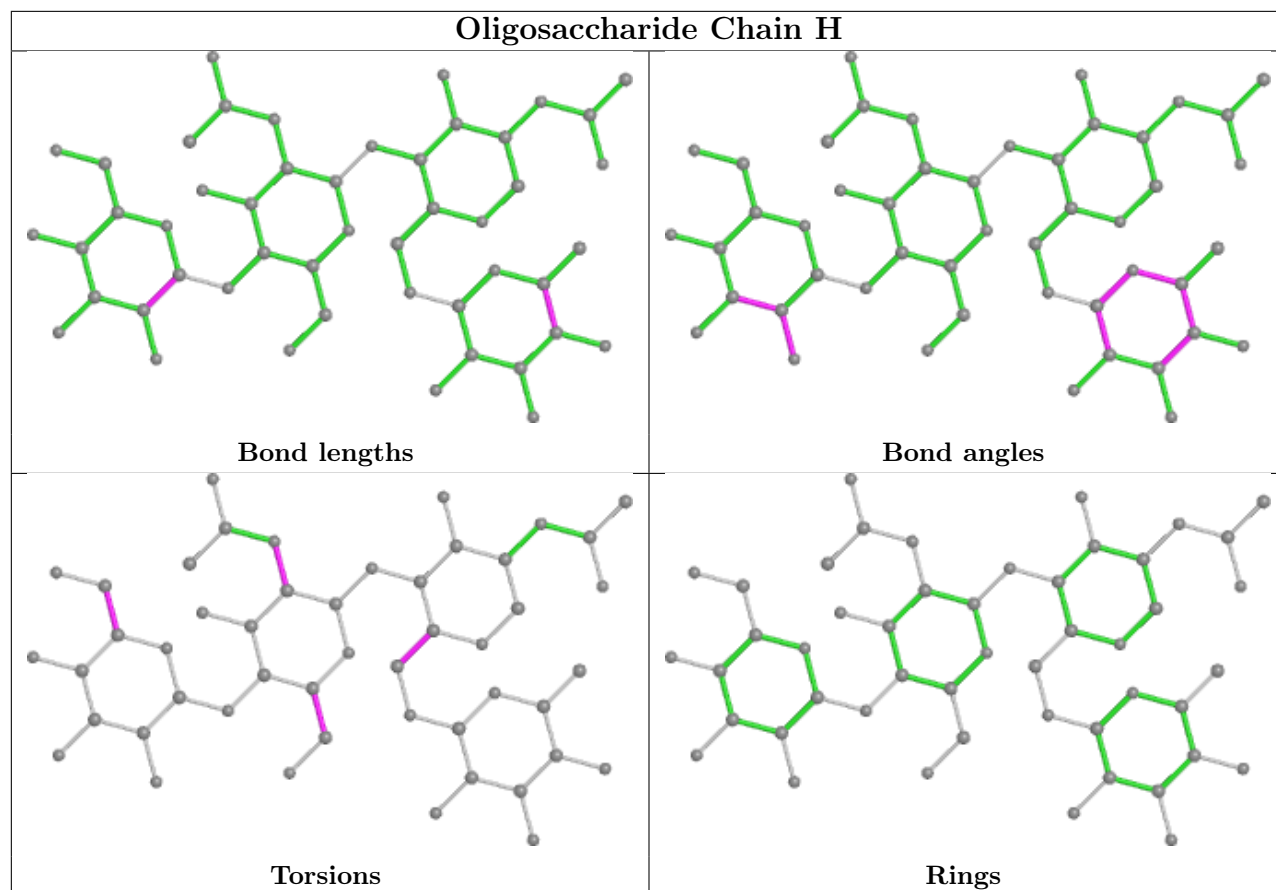 Oligosaccharide Chain H
Bond lengths
Bond angles
Torsions
Rings